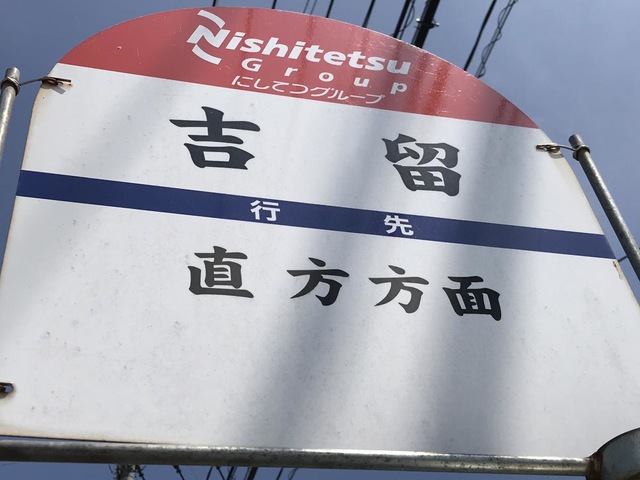 Nishitetsu
Group
にしてつグループ
吉留
行先
直方方面